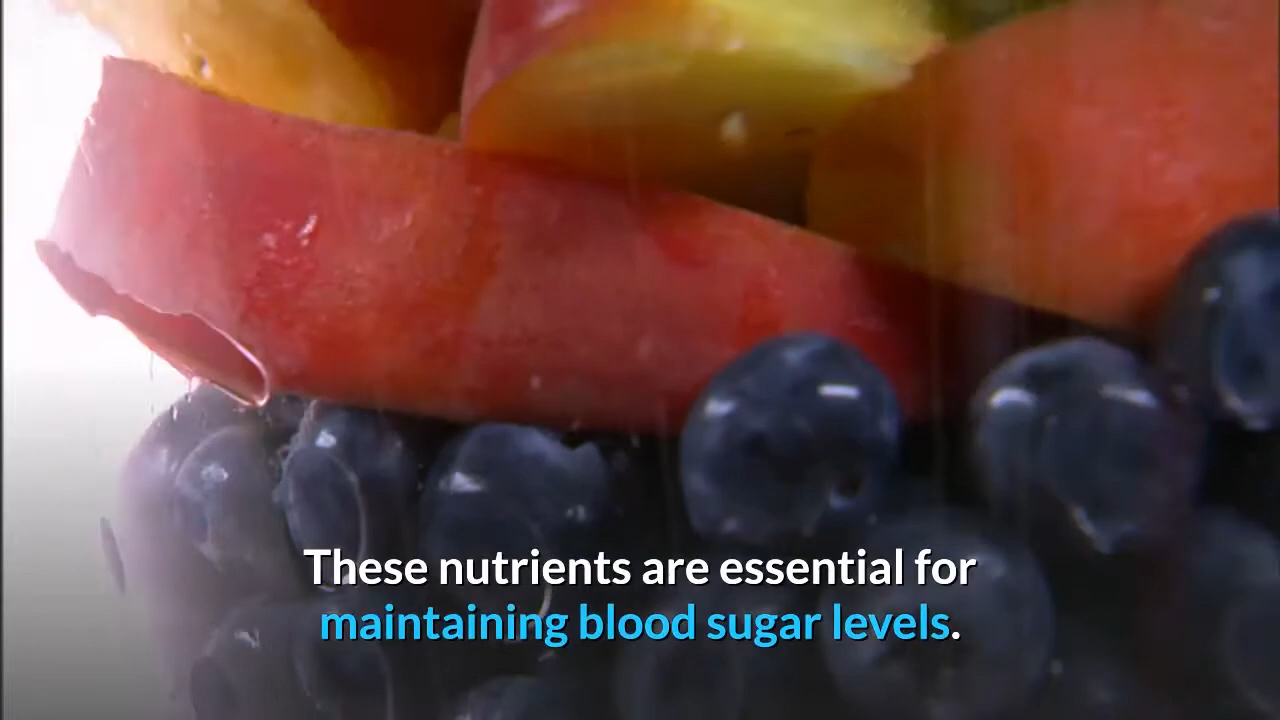 These nutrients are essential for
maintaining blood sugar levels.